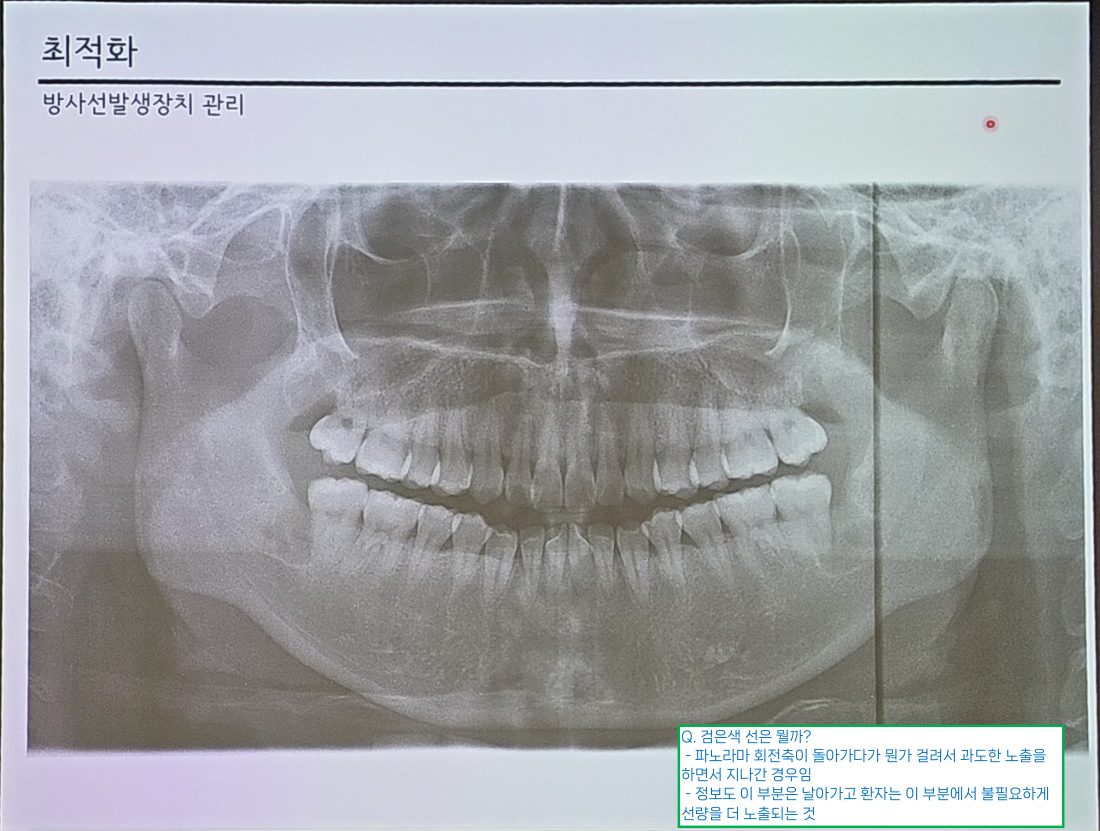 최적화
방사선발생장치 관리
Q. 검은색 선은 뭘까?
- 파노라마 회전축이 돌아가다가 뭔가 걸려서 과도한 노출을
하면서 지나간 경우임
- 정보도 이 부분은 날아가고 환자는 이 부분에서 불필요하게
선량을 더 노출되는 것